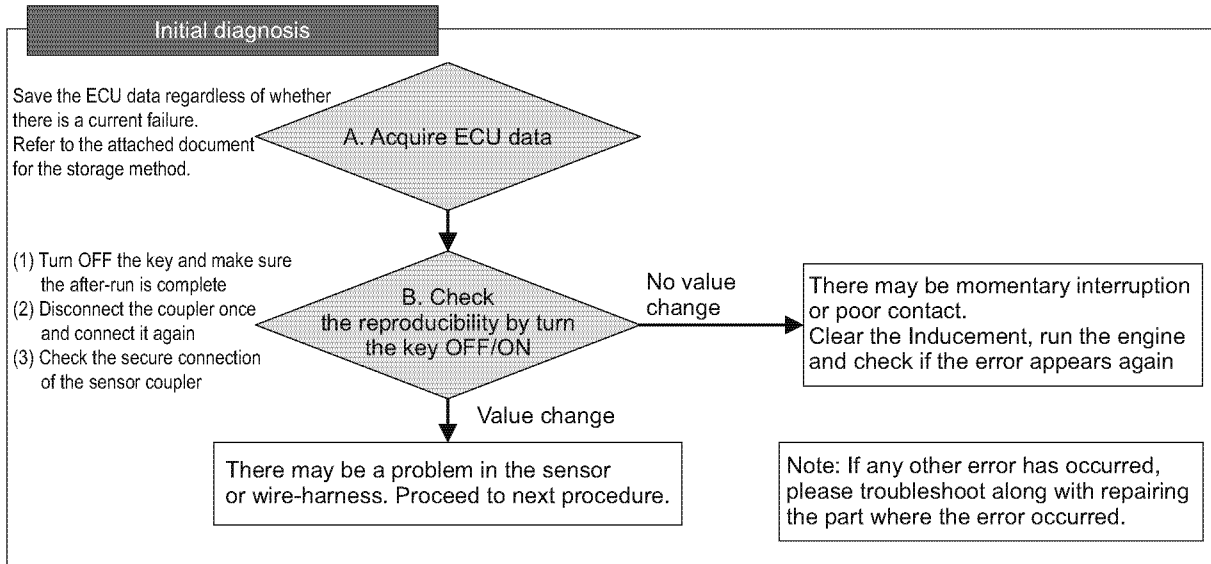 Initial diagnosis
Save the ECU data regardless of whether
there is a current failure.
Refer to the attached document
for the storage method.
A. Acquire ECU data
(1) Turn OFF the key and make sure
the after-run is complete
(2) Disconnect the coupler once
and connect it again
(3) Check the secure connection
of the sensor coupler
B. Check
the reproducibility by turn
the key OFF/ON
No value
change
There may be momentary interruption
or poor contact.
Clear the Inducement, run the engine
and check if the error appears again
Value change
There may be a problem in the sensor
or wire-harness. Proceed to next procedure.
Note: If any other error has occurred,
please troubleshoot along with repairing
the part where the error occurred.